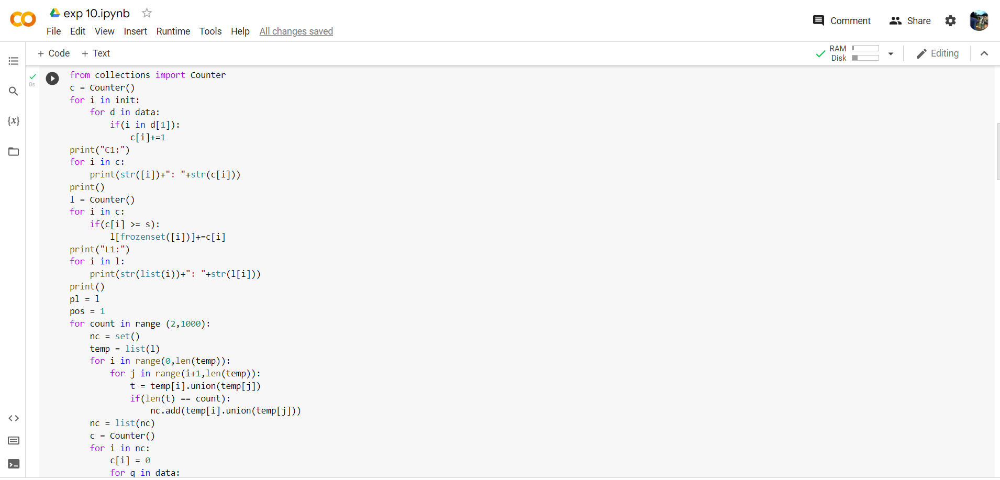 exp 10.ipynb
File Edit View Insert Runtime Tools Help All changes saved
Comment Share
+ Code + Text
RAM
Disk
Editing
{x}
0s
from collections import Counter
c = Counter()
for i in init:
    for d in data:
        if(i in d[1]):
            c[i]+=1
print("C1:")
for i in c:
    print(str([i])+": "+str(c[i]))
print()
l = Counter()
for i in c:
    if(c[i] >= s):
        l[frozenset([i])]+=c[i]
print("L1:")
for i in l:
    print(str(list(i))+": "+str(l[i]))
print()
pl = l
pos = 1
for count in range (2,1000):
    nc = set()
    temp = list(l)
    for i in range(0,len(temp)):
        for j in range(i+1,len(temp)):
            t = temp[i].union(temp[j])
            if(len(t) == count):
                nc.add(temp[i].union(temp[j]))
    nc = list(nc)
    c = Counter()
    for i in nc:
        c[i] = 0
        for q in data: